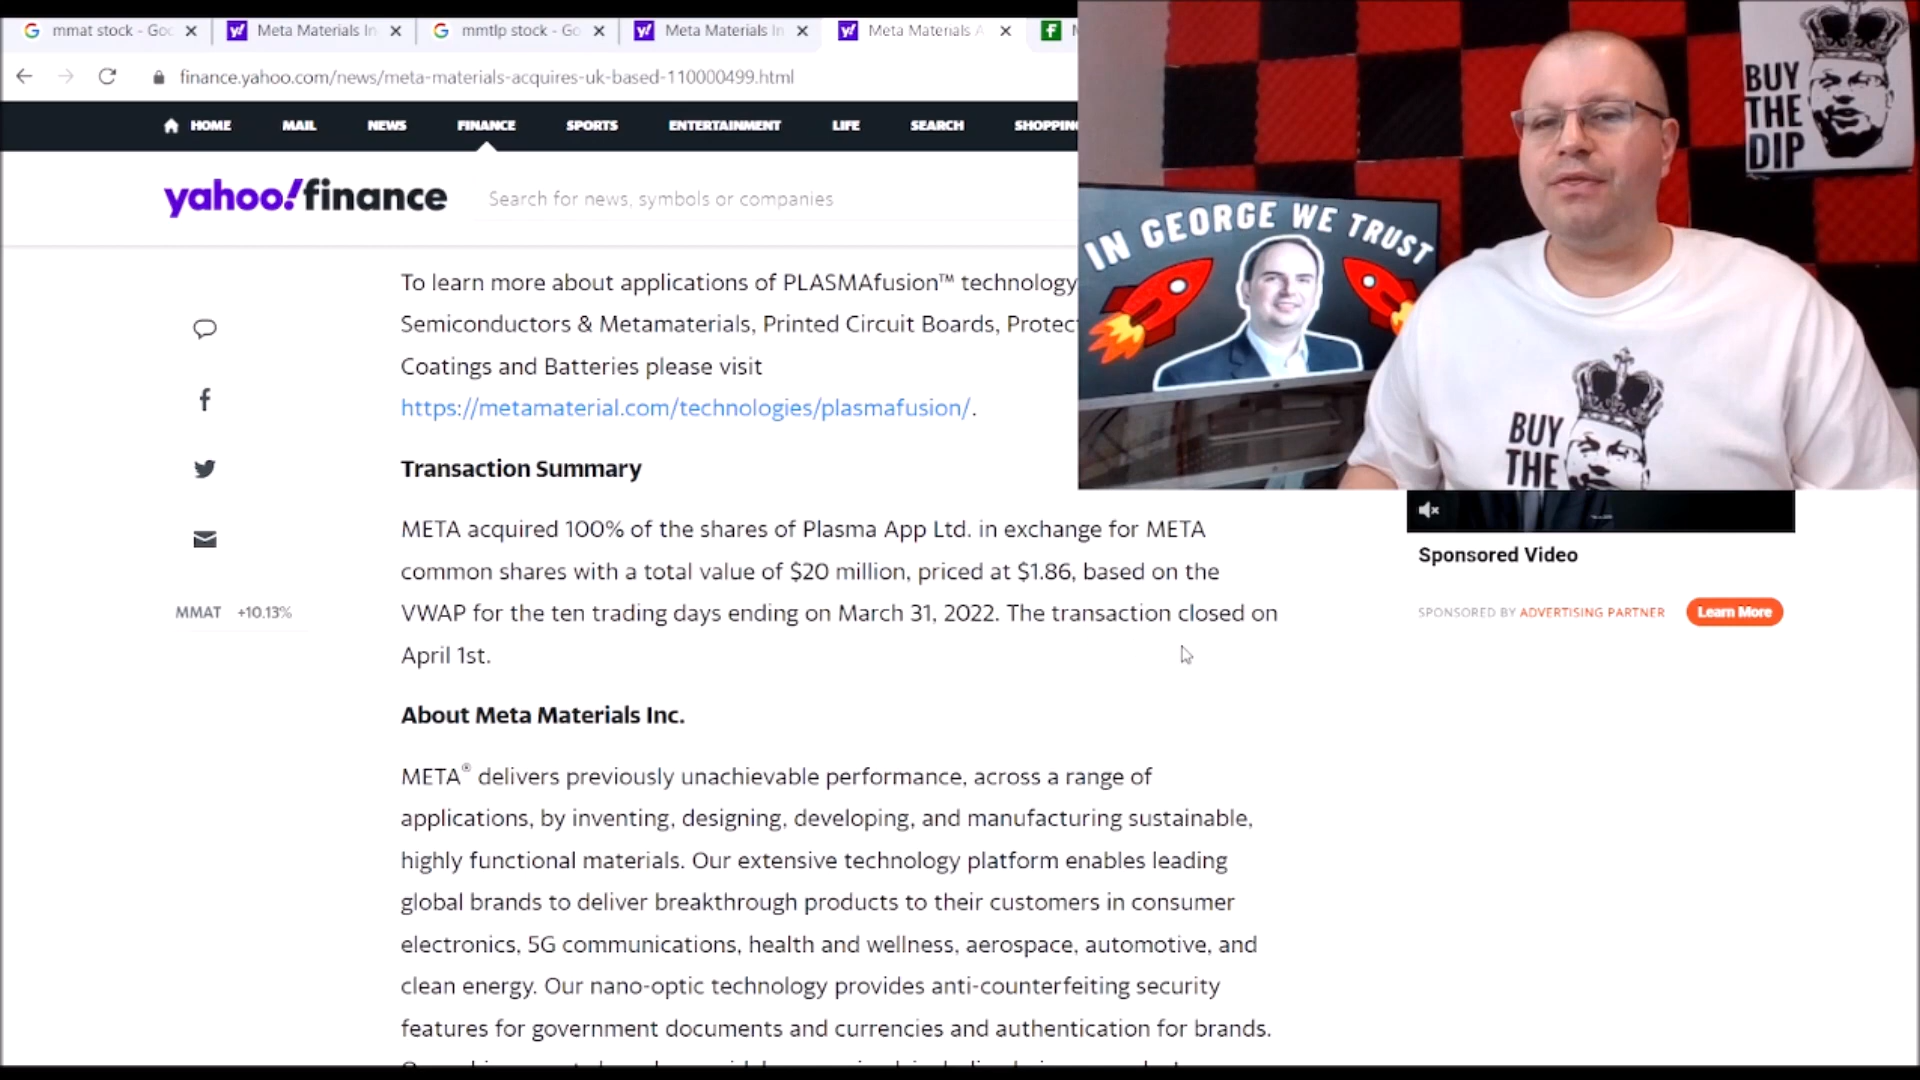 mmat stock - Goo
Meta Materials In
mmtlp stock - Go
Meta Materials In
Meta Materials A
finance.yahoo.com/news/meta-materials-acquires-uk-based-110000499.html
HOME MAIL NEWS FINANCE SPORTS ENTERTAINMENT LIFE SEARCH SHOPPING
yahoo!finance
Search for news, symbols or companies
To learn more about applications of PLASMAfusion™ technology
Semiconductors & Metamaterials, Printed Circuit Boards, Protect
Coatings and Batteries please visit
https://metamaterial.com/technologies/plasmafusion/.
Transaction Summary
META acquired 100% of the shares of Plasma App Ltd. in exchange for META
common shares with a total value of $20 million, priced at $1.86, based on the
VWAP for the ten trading days ending on March 31, 2022. The transaction closed on
April 1st.
About Meta Materials Inc.
META® delivers previously unachievable performance, across a range of
applications, by inventing, designing, developing, and manufacturing sustainable,
highly functional materials. Our extensive technology platform enables leading
global brands to deliver breakthrough products to their customers in consumer
electronics, 5G communications, health and wellness, aerospace, automotive, and
clean energy. Our nano-optic technology provides anti-counterfeiting security
features for government documents and currencies and authentication for brands.
MMAT +10.13%
IN GEORGE WE TRUST
BUY
THE
DIP
BUY
THE
Sponsored Video
SPONSORED BY ADVERTISING PARTNER
Learn More